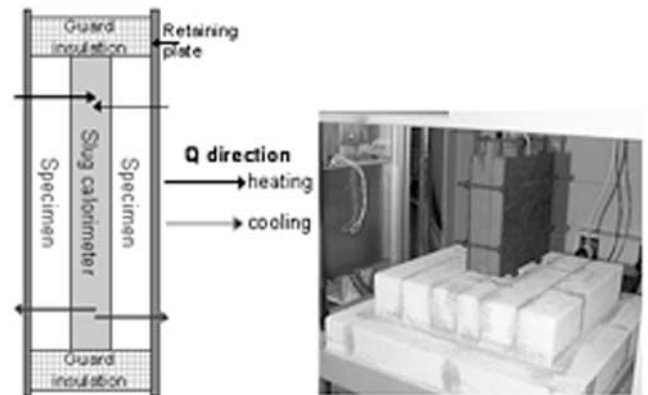 Guard
insulation
Retaining
plate
Specimen
Slug calorimeter
Specimen
Q direction
heating
cooling
Guard
insulation